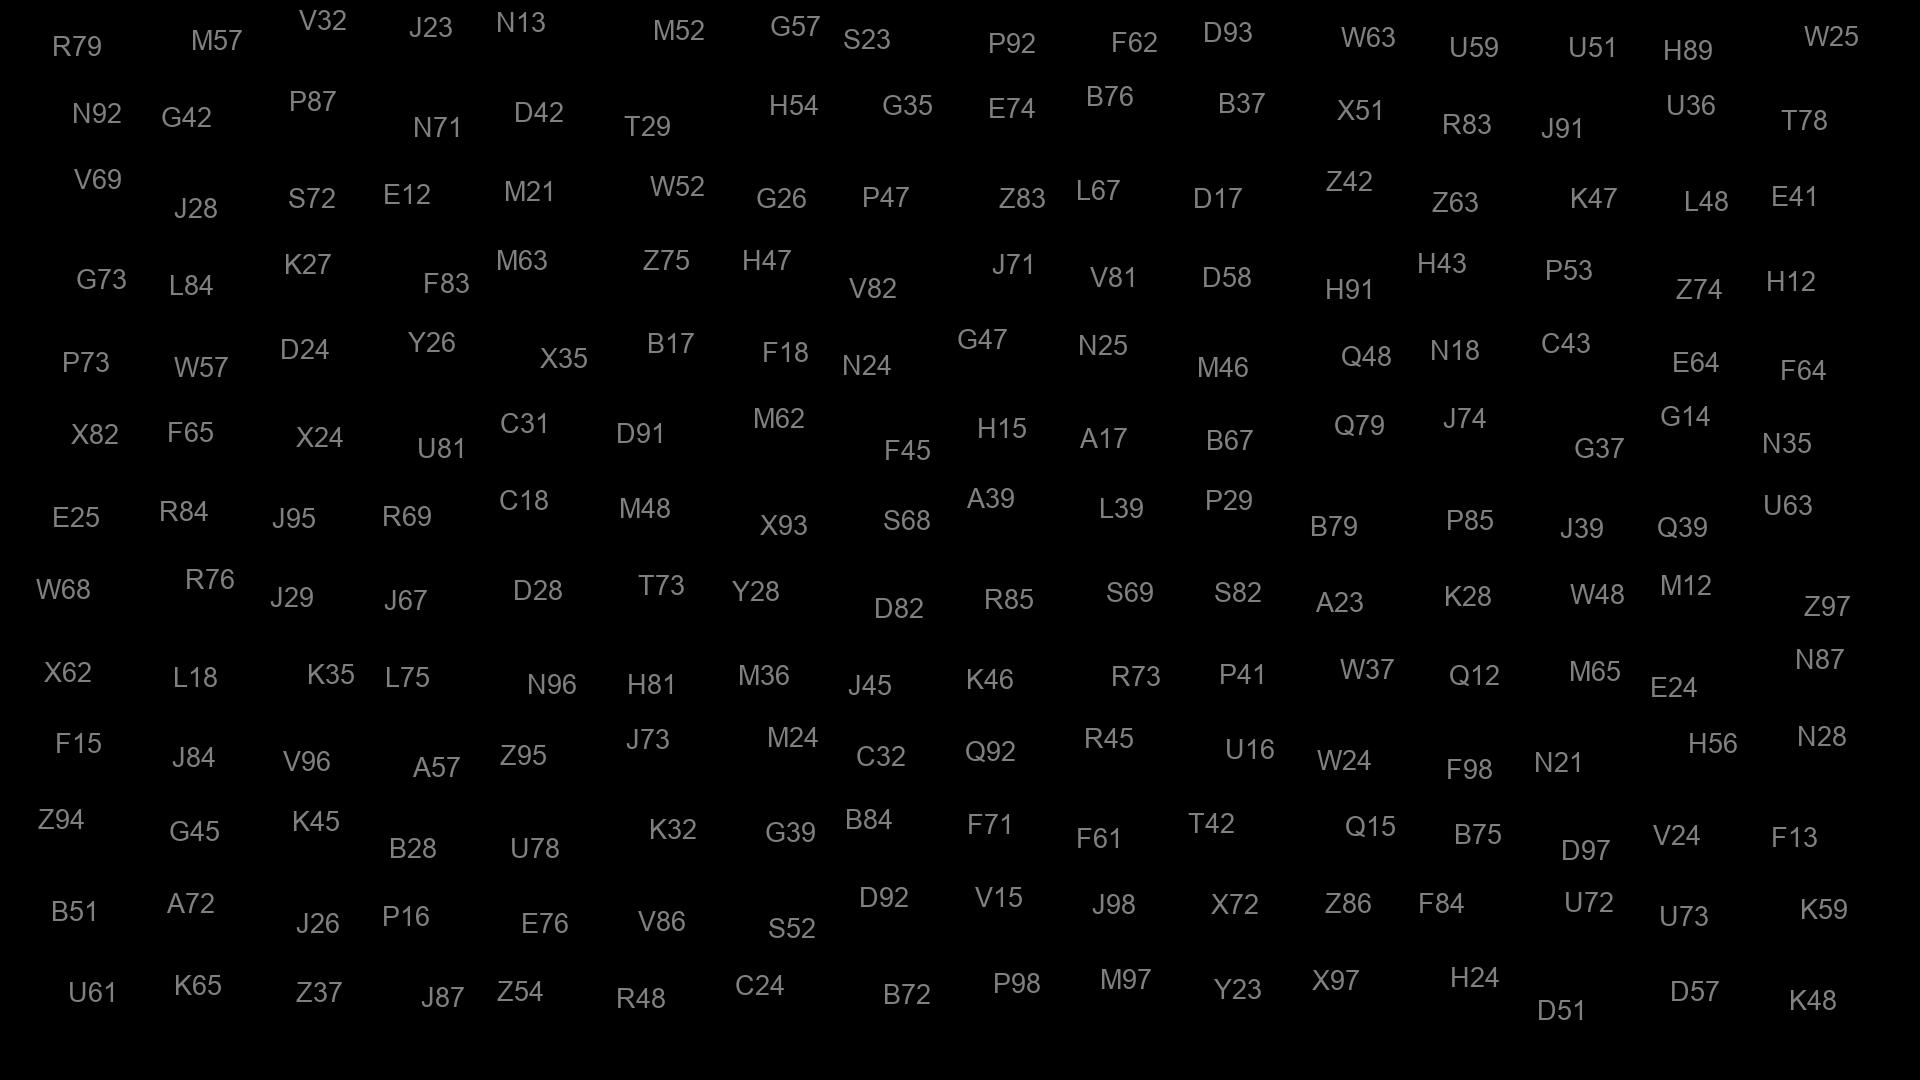 R79 M57 V32 J23 N13 M52 G57 S23 P92 F62 D93 W63 U59 U51 H89 W25
N92 G42 P87 N71 D42 T29 H54 G35 E74 B76 B37 X51 R83 J91 U36 T78
V69 J28 S72 E12 M21 W52 G26 P47 Z83 L67 D17 Z42 Z63 K47 L48 E41
G73 L84 K27 F83 M63 Z75 H47 V82 J71 V81 D58 H91 H43 P53 Z74 H12
P73 W57 D24 Y26 X35 B17 F18 N24 G47 N25 M46 Q48 N18 C43 E64 F64
X82 F65 X24 U81 C31 D91 M62 F45 H15 A17 B67 Q79 J74 G37 G14 N35
E25 R84 J95 R69 C18 M48 X93 S68 A39 L39 P29 B79 P85 J39 Q39 U63
W68 R76 J29 J67 D28 T73 Y28 D82 R85 S69 S82 A23 K28 W48 M12 Z97
X62 L18 K35 L75 N96 H81 M36 J45 K46 R73 P41 W37 Q12 M65 E24 N87
F15 J84 V96 A57 Z95 J73 M24 C32 Q92 R45 U16 W24 F98 N21 H56 N28
Z94 G45 K45 B28 U78 K32 G39 B84 F71 F61 T42 Q15 B75 D97 V24 F13
B51 A72 J26 P16 E76 V86 S52 D92 V15 J98 X72 Z86 F84 U72 U73 K59
U61 K65 Z37 J87 Z54 R48 C24 B72 P98 M97 Y23 X97 H24 D51 D57 K48